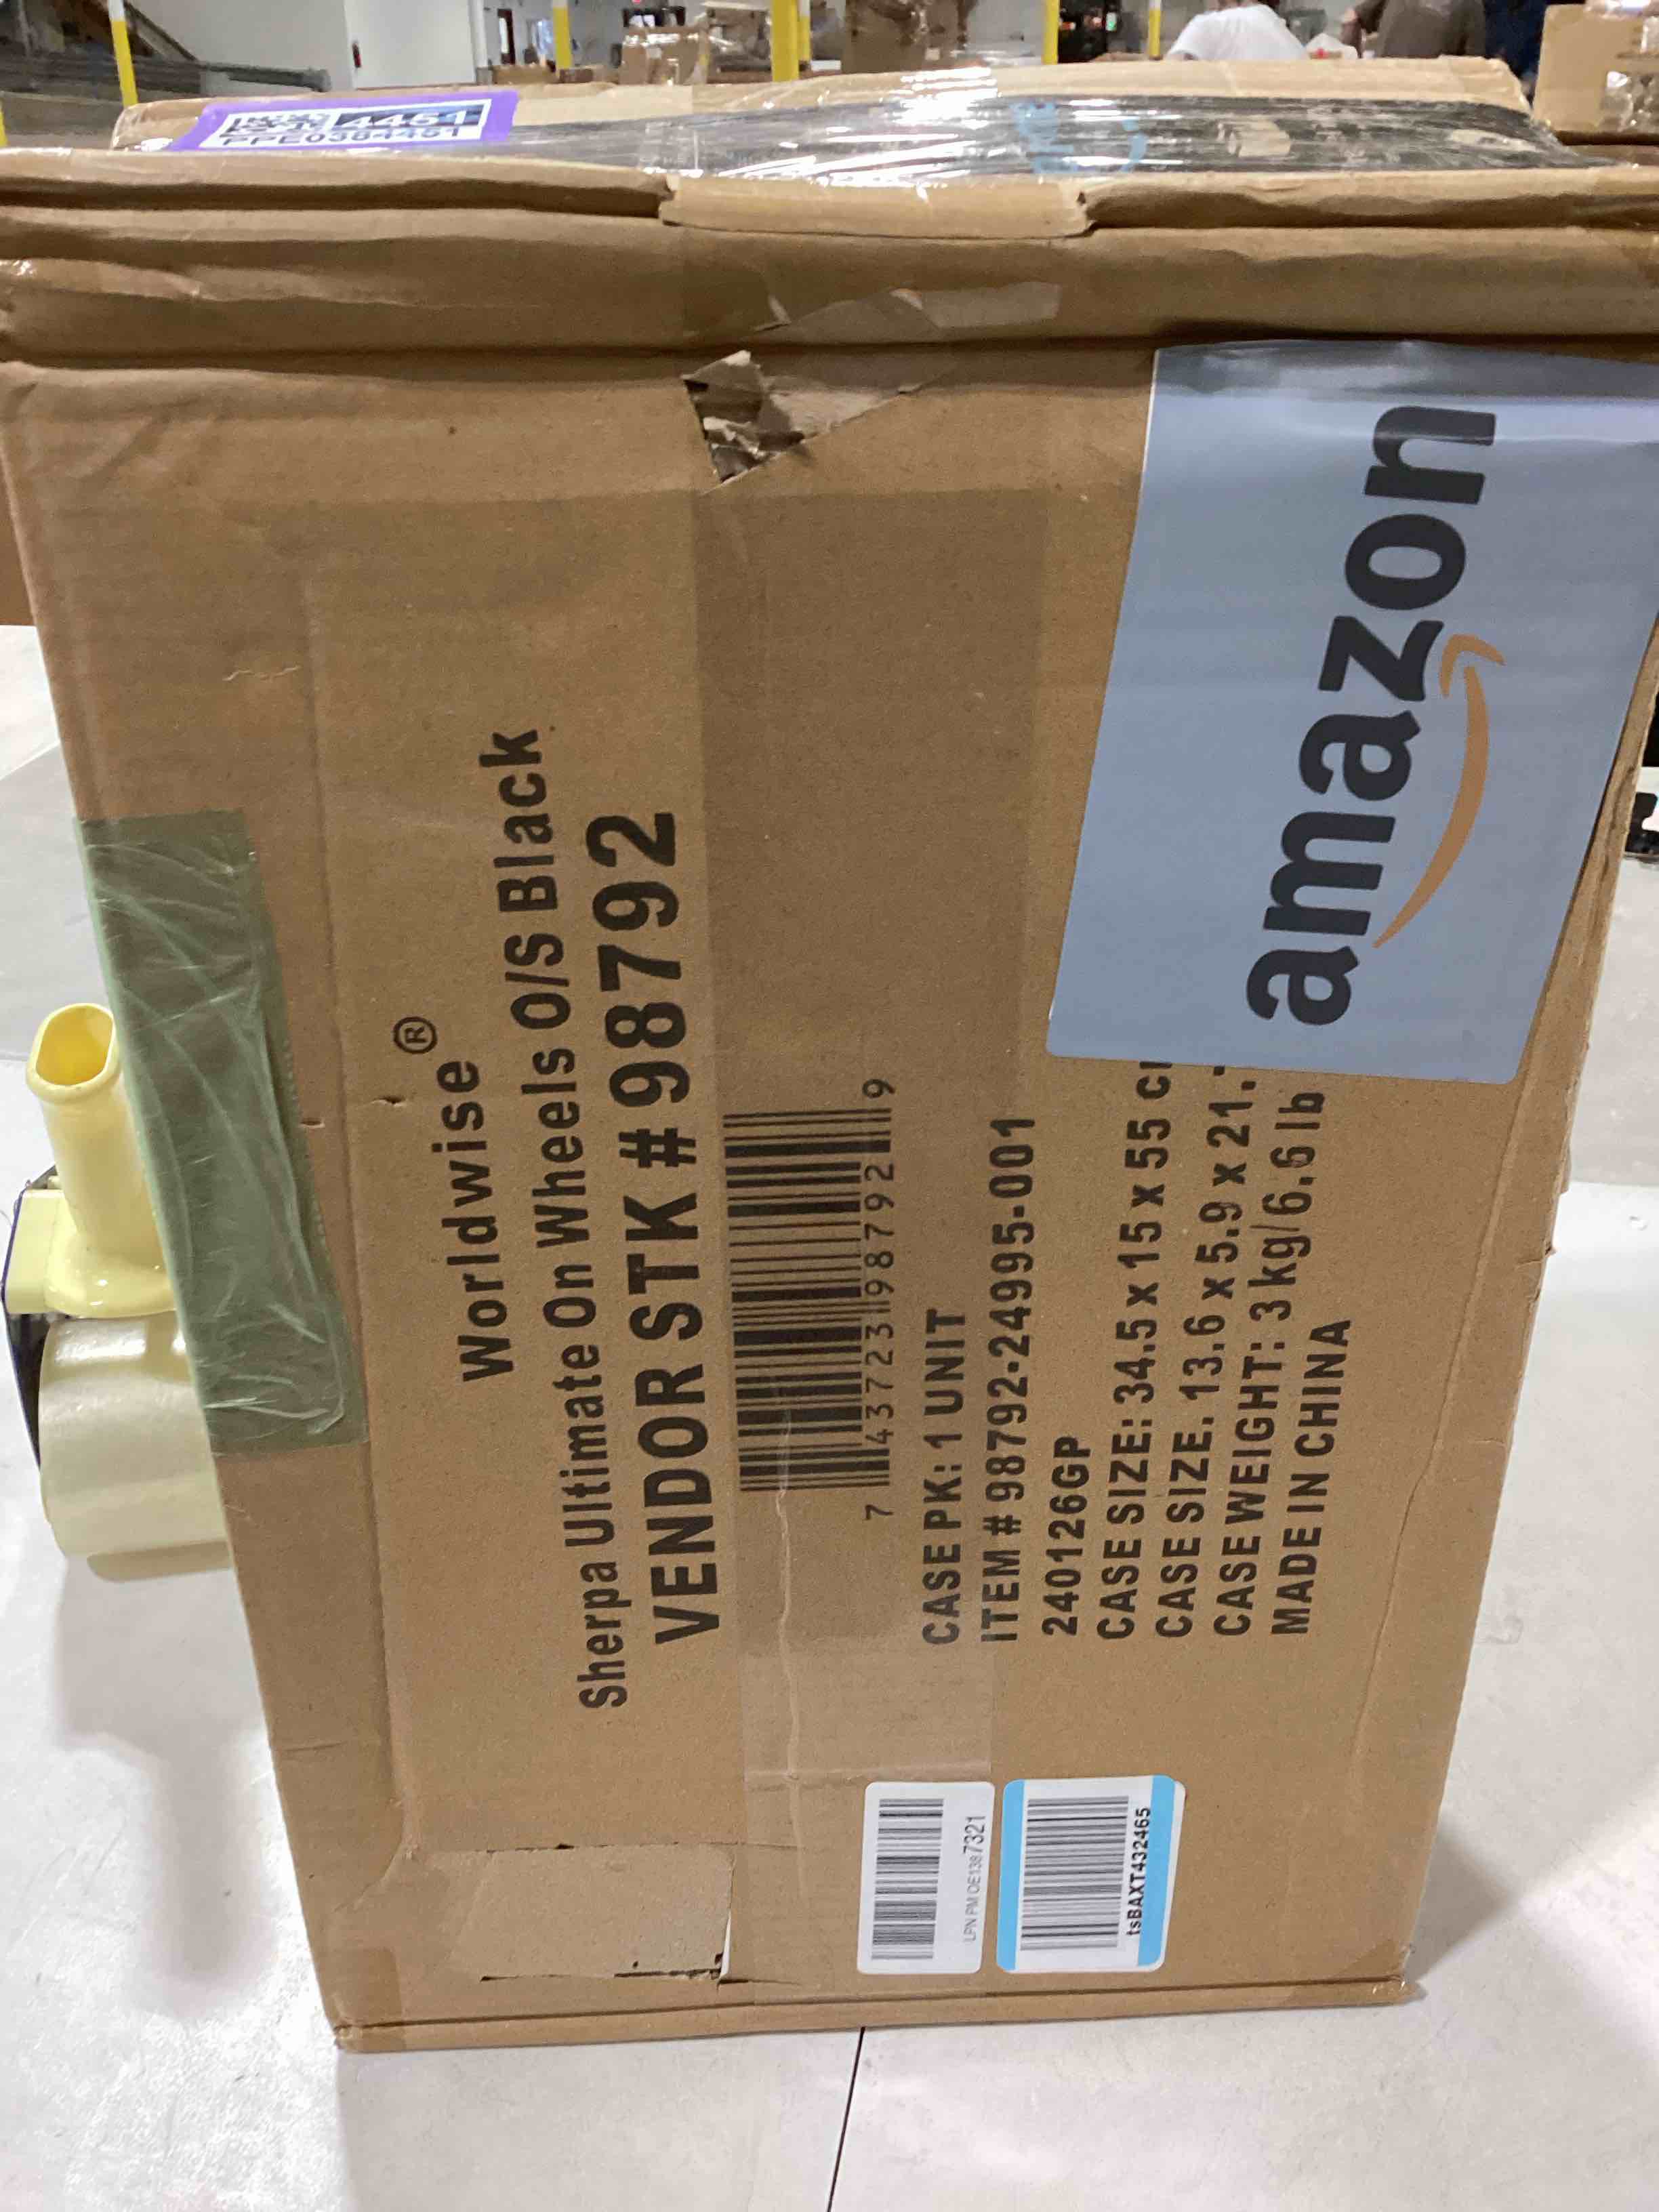 4451
PPE0384451
Worldwise®
Sherpa Ultimate On Wheels O/S Black
VENDOR STK # 98792
7 43723 98792 9
CASE PK: 1 UNIT
ITEM # 98792-24995-001
240126GP
CASE SIZE: 34.5 x 15 x 55
CASE SIZE. 13.6 x 5.9 x 21.
CASE WEIGHT: 3 kg/6.6 lb
MADE IN CHINA
amazon
LPN PM OE1387321
tsBAXT432465